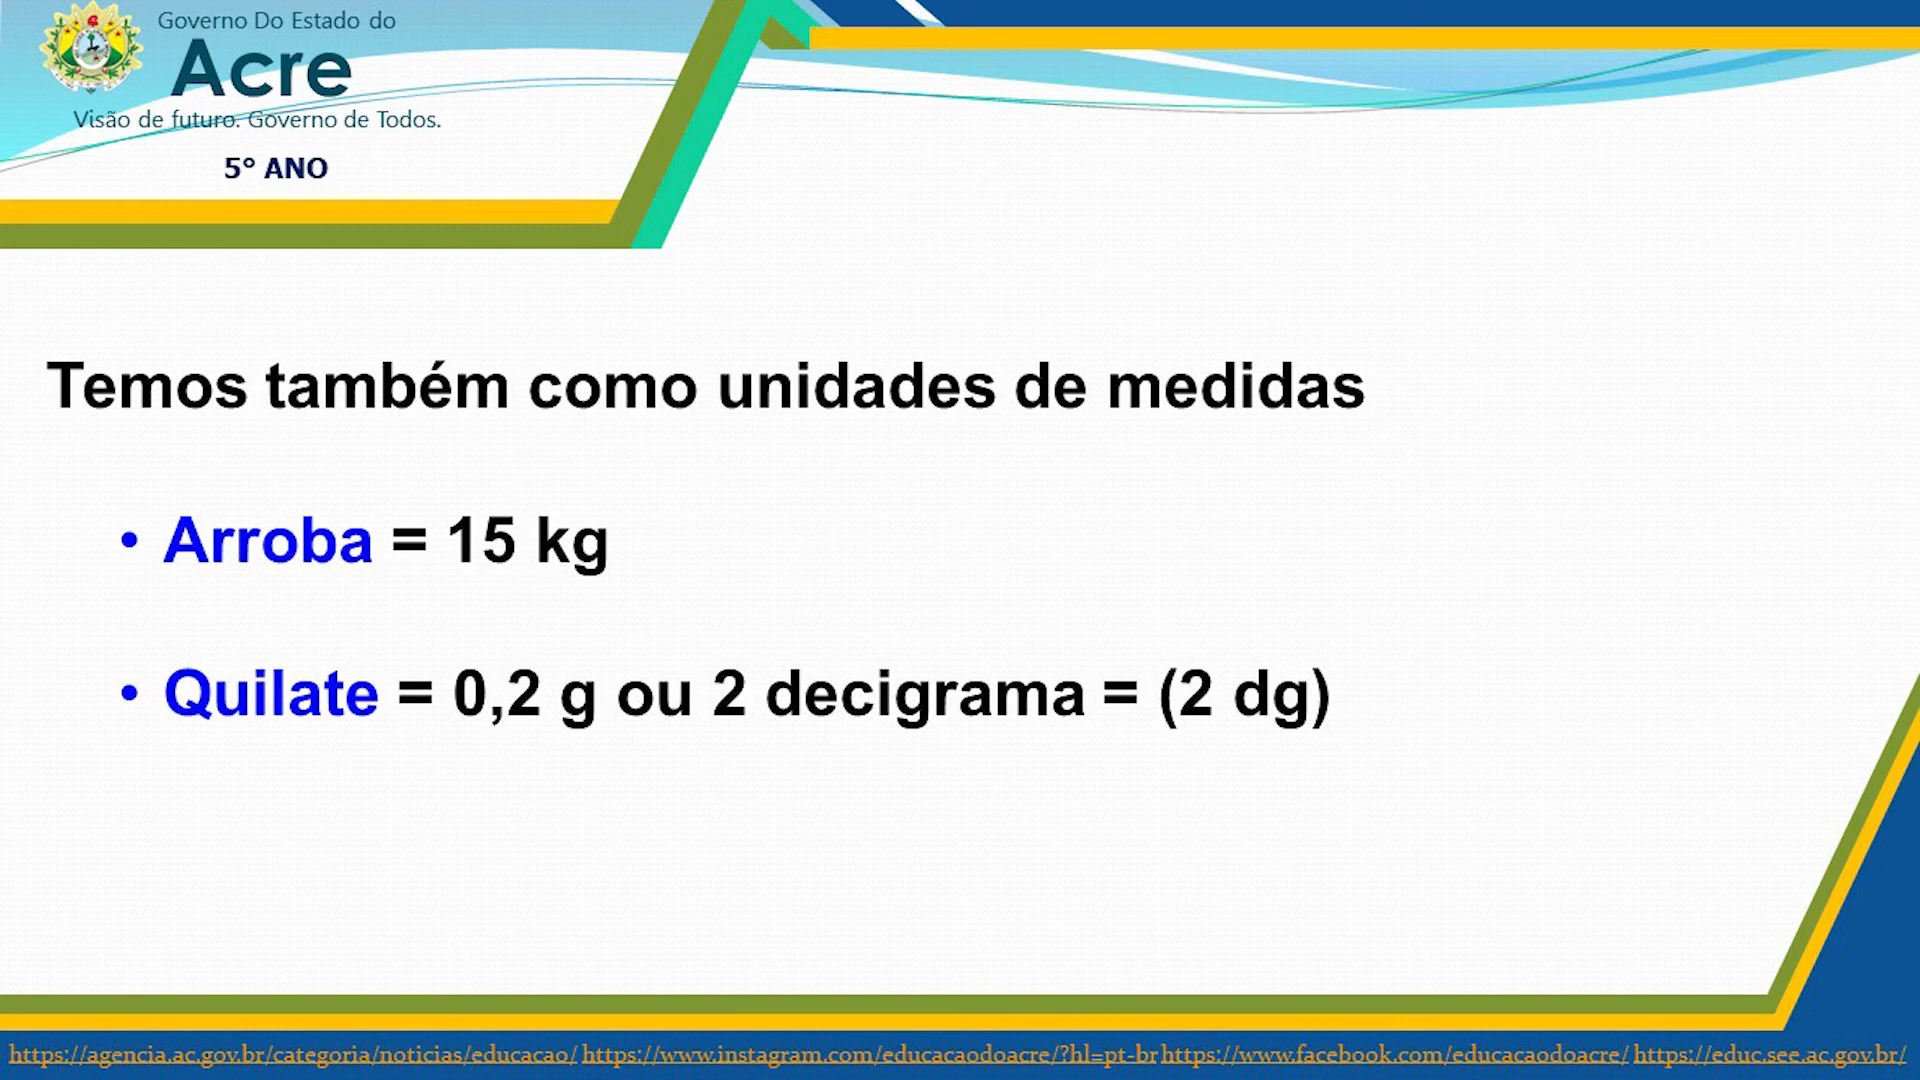 Governo Do Estado do
Acre
Visão de futuro. Governo de Todos.
5° ANO
Temos também como unidades de medidas
• Arroba = 15 kg
• Quilate = 0,2 g ou 2 decigrama = (2 dg)
https://agencia.ac.gov.br/categoria/noticias/educacao/ https://www.instagram.com/educacaodoacre/?hl=pt-br https://www.facebook.com/educacaodoacre/ https://educ.see.ac.gov.br/